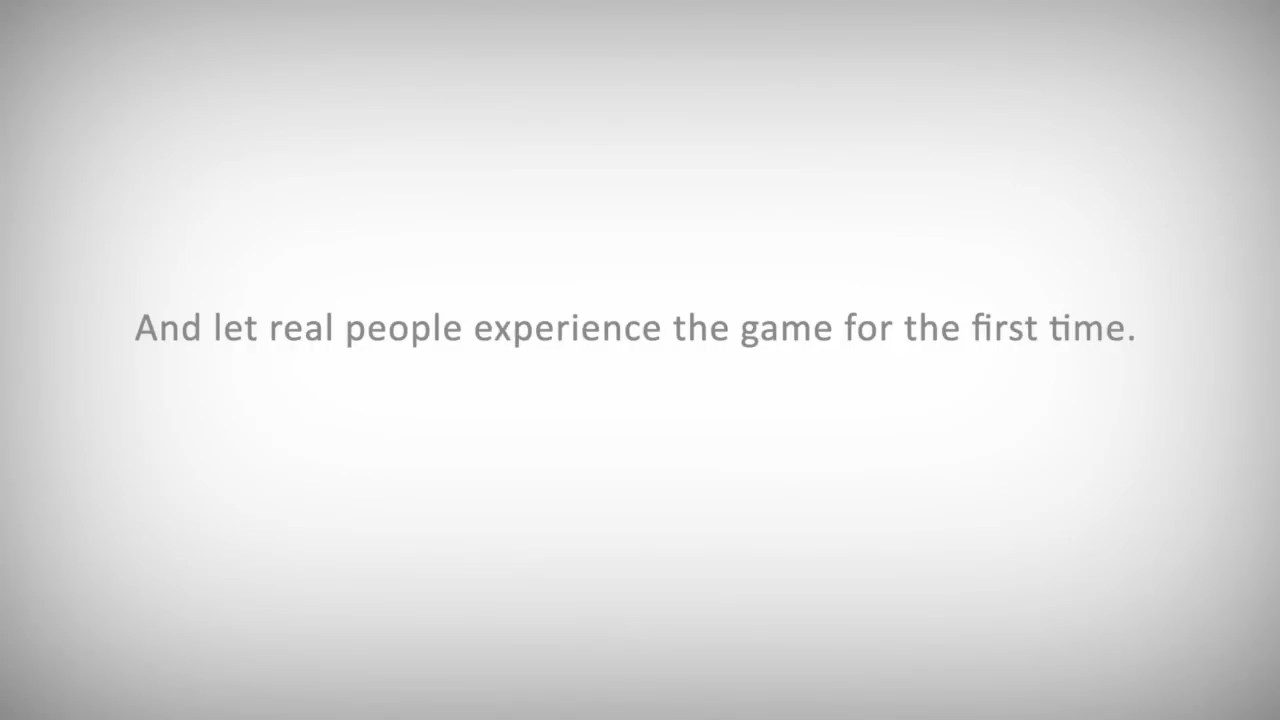 And let real people experience the game for the first time.